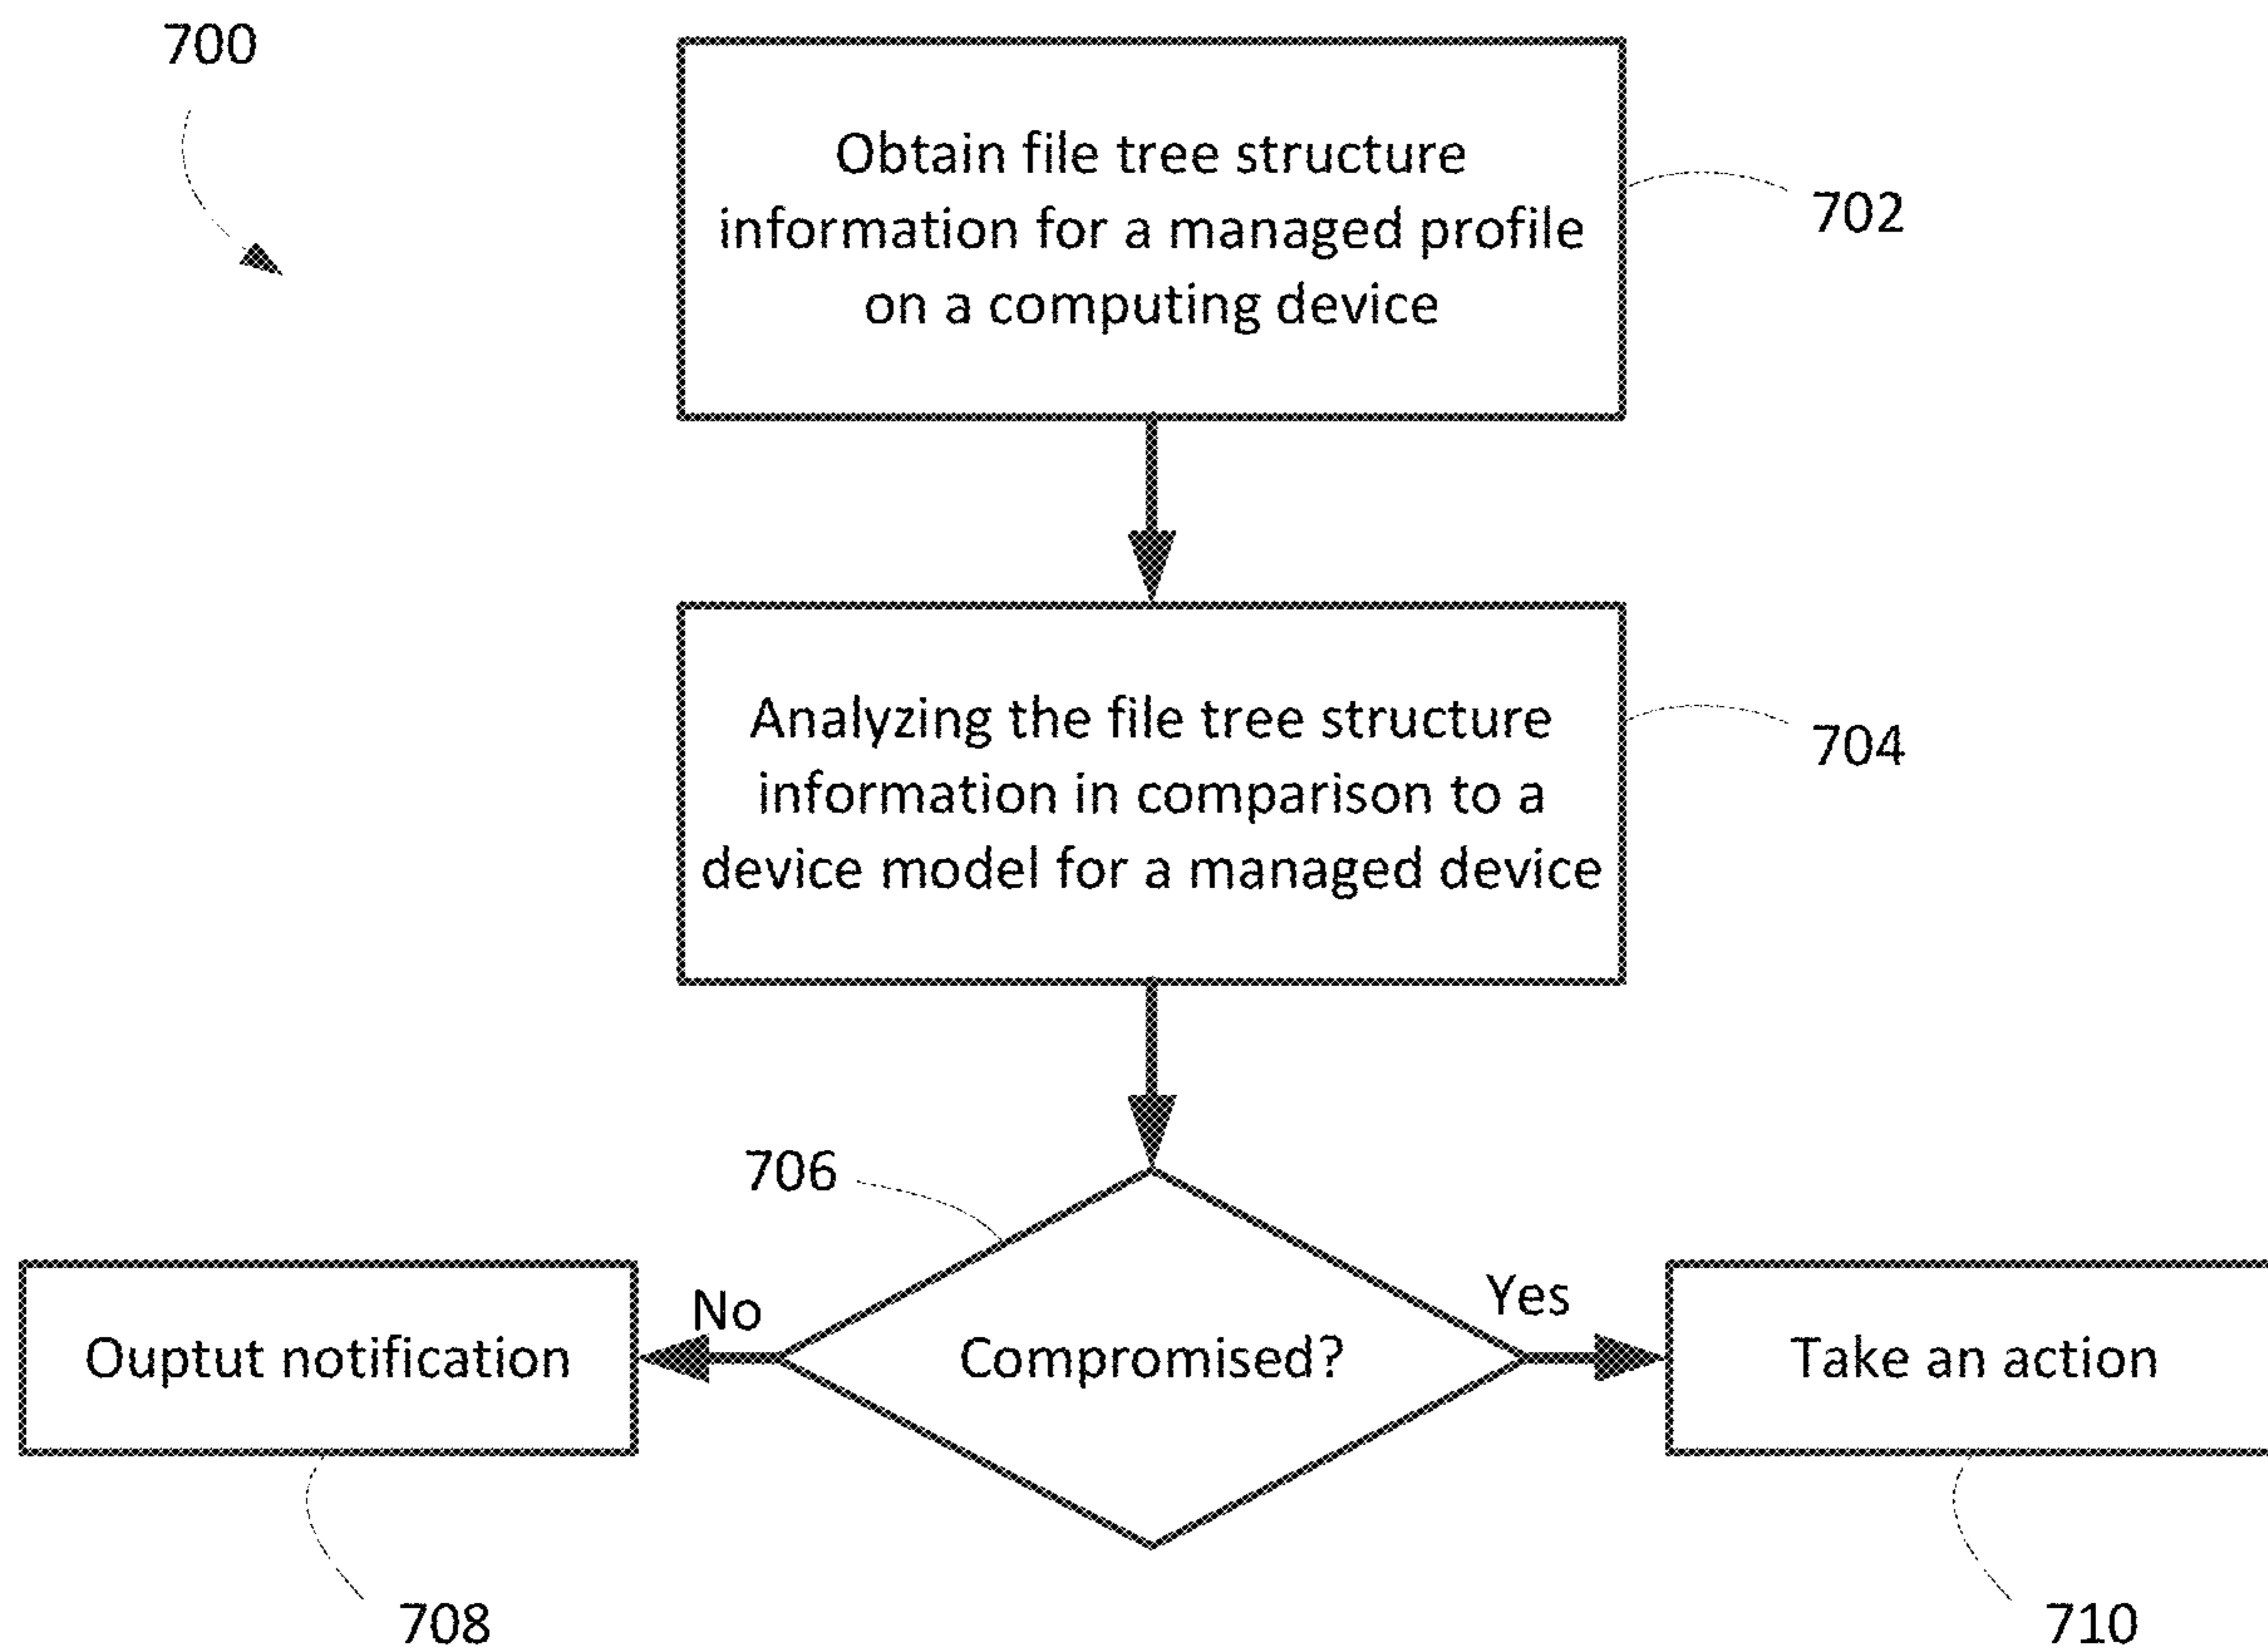 700
Obtain file tree structure
information for a managed profile
on a computing device
702
Analyzing the file tree structure
information in comparison to a
device model for a managed device
704
706
No
Yes
Ouptut notification
Compromised?
Take an action
708
710